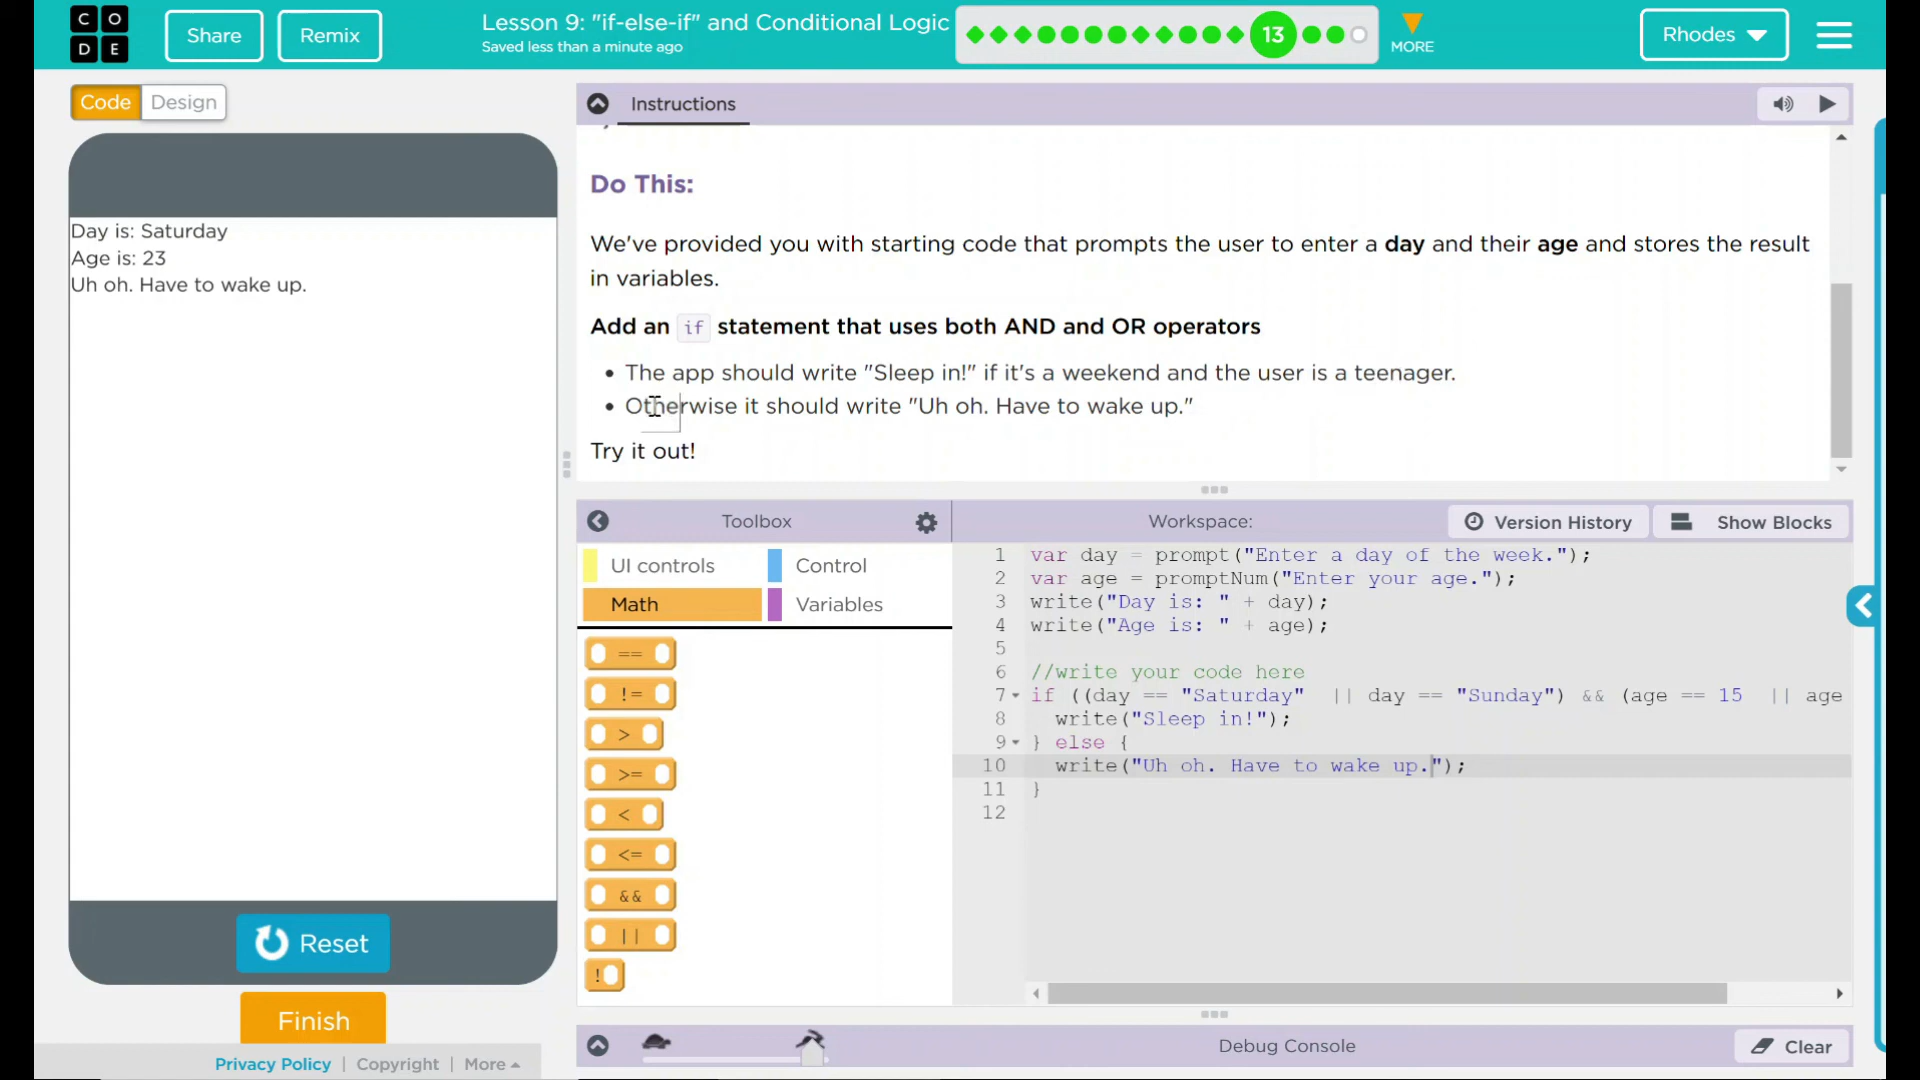 C O
D E
Share
Remix
Lesson 9: "if-else-if" and Conditional Logic
Saved less than a minute ago
13
MORE
Rhodes
Code
Design
Day is: Saturday
Age is: 23
Uh oh. Have to wake up.
Reset
Finish
Privacy Policy | Copyright | More
Instructions
Do This:
We've provided you with starting code that prompts the user to enter a day and their age and stores the result
in variables.
Add an if statement that uses both AND and OR operators
• The app should write "Sleep in!" if it's a weekend and the user is a teenager.
• Otherwise it should write "Uh oh. Have to wake up."
Try it out!
Toolbox
UI controls
Control
Math
Variables
==
!=
>
>=
<
<=
&&
||
!
Workspace:
Version History
Show Blocks
1 var day = prompt("Enter a day of the week.");
2 var age = promptNum("Enter your age.");
3 write("Day is: " + day);
4 write("Age is: " + age);
5
6 //write your code here
7 if ((day == "Saturday" || day == "Sunday") && (age == 15 || age
8 write("Sleep in!");
9 } else {
10 write("Uh oh. Have to wake up.");
11 }
12
Debug Console
Clear